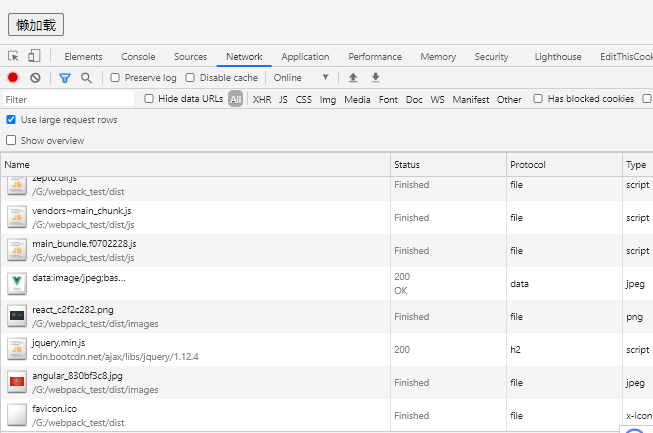 懒加载
Elements Console Sources Network Application Performance Memory Security Lighthouse EditThisCook
Preserve log Disable cache Online
Filter Hide data URLs All XHR JS CSS Img Media Font Doc WS Manifest Other Has blocked cookies
Use large request rows
Show overview
Name Status Protocol Type
zepto.dll.js
/G:/webpack_test/dist Finished file script
vendors~main_chunk.js
/G:/webpack_test/dist/js Finished file script
main_bundle.f0702228.js
/G:/webpack_test/dist/js Finished file script
data:image/jpeg;bas... 200 OK data jpeg
react_c2f2c282.png
/G:/webpack_test/dist/images Finished file png
jquery.min.js
cdn.bootcdn.net/ajax/libs/jquery/1.12.4 200 h2 script
angular_830bf3c8.jpg
/G:/webpack_test/dist/images Finished file jpeg
favicon.ico
/G:/webpack_test/dist Finished file x-icon